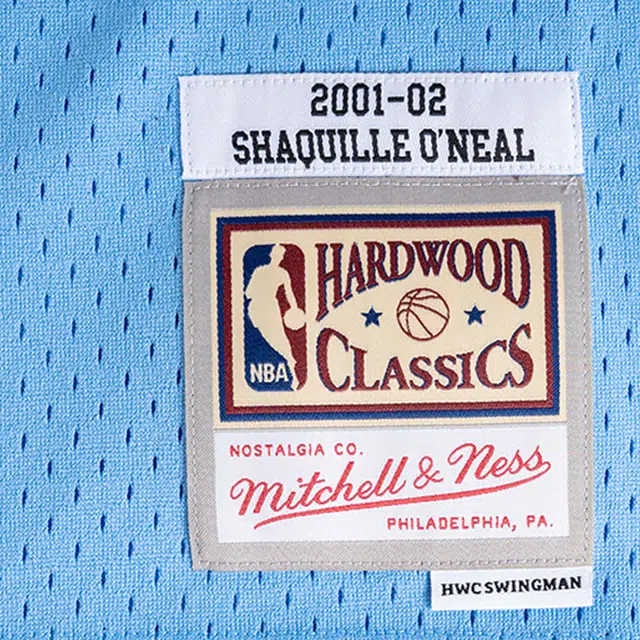 2001-02
SHAQUILLE O'NEAL
HARDWOOD
CLASSICS
NBA
NOSTALGIA CO.
Mitchell & Ness
PHILADELPHIA, PA.
HWC SWINGMAN